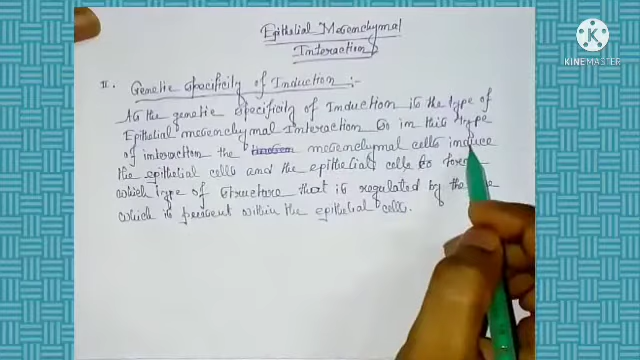 Epithelial Mesenchymal
Interaction
II. Genetic Specificity of Induction :-
As the genetic specificity of Induction is the type of
Epithelial mesenchymal Interaction So in this type
of interaction the mesenchymal cells induce
the epithelial cells and the epithelial cells to form
which type of structure that is regulated by the
which is present within the epithelial cells.
K
KINEMASTER